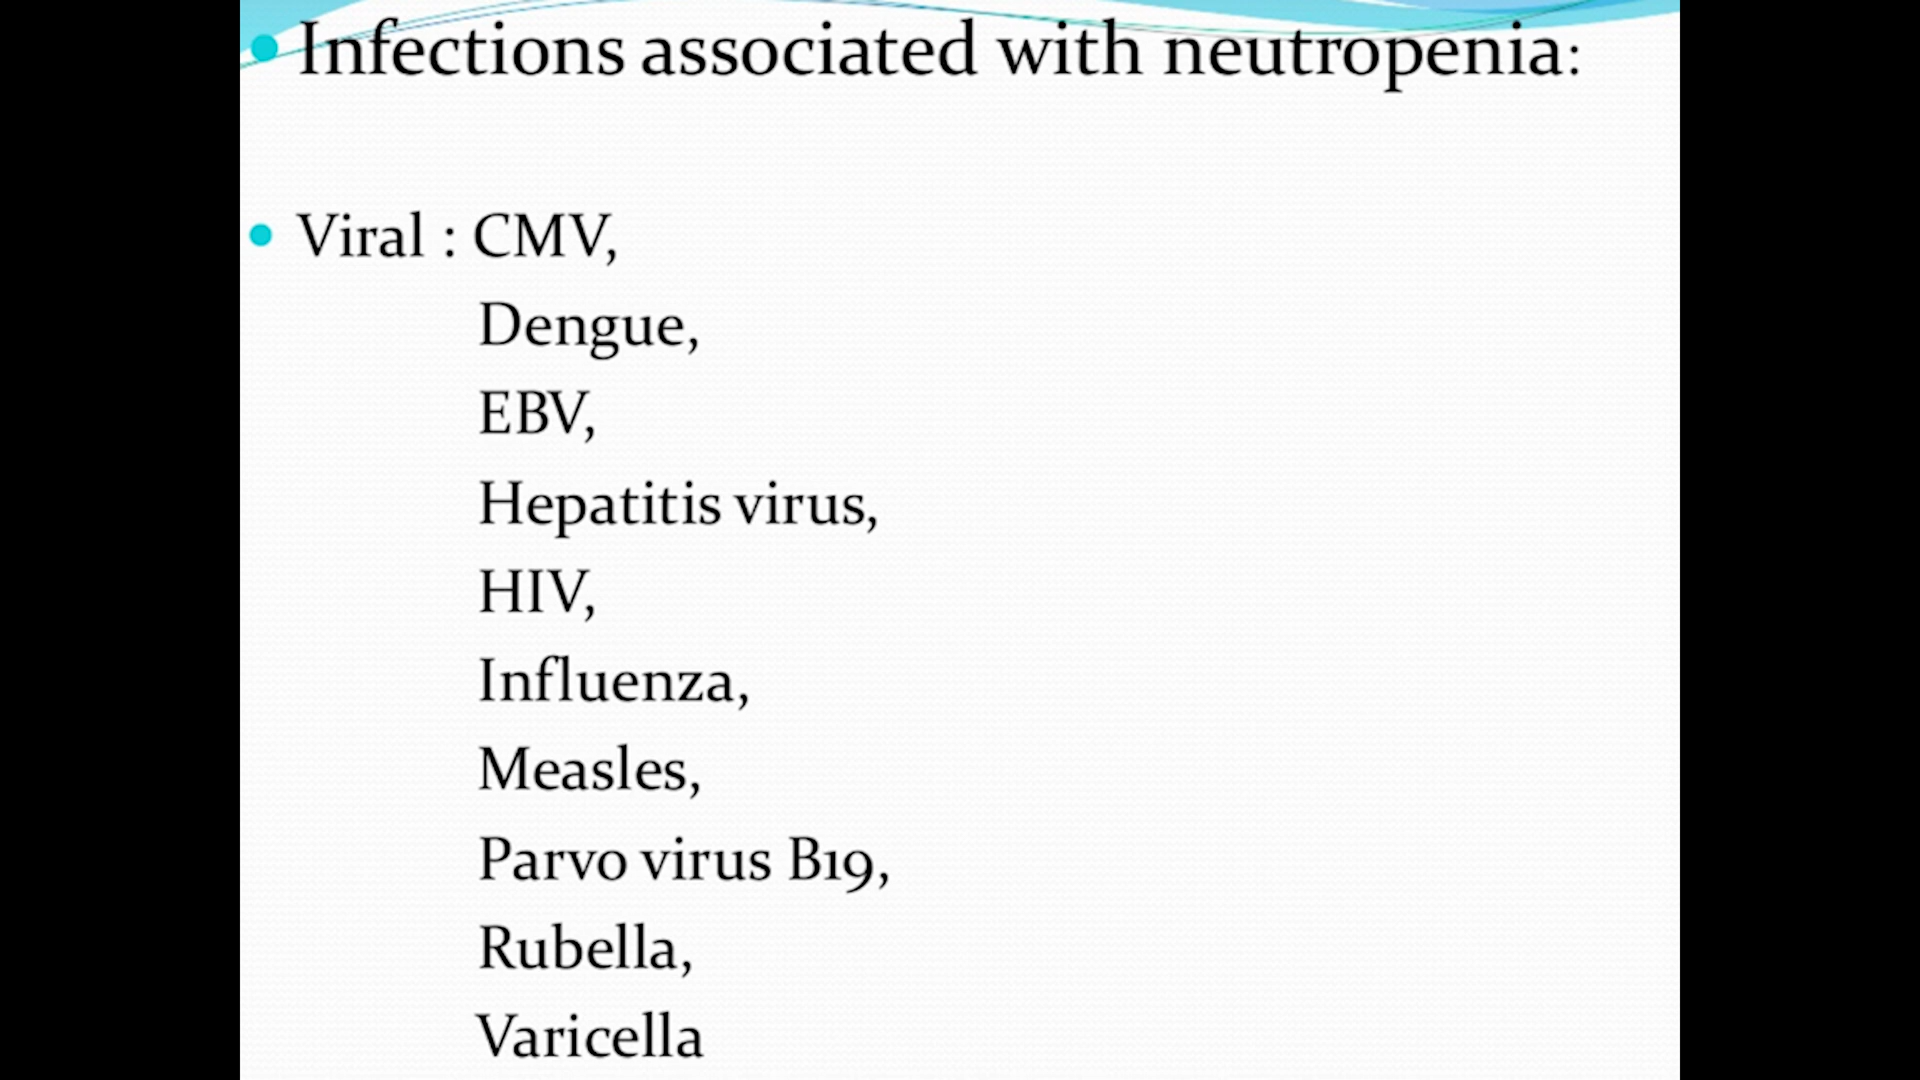 Infections associated with neutropenia:
Viral : CMV,
Dengue,
EBV,
Hepatitis virus,
HIV,
Influenza,
Measles,
Parvo virus B19,
Rubella,
Varicella